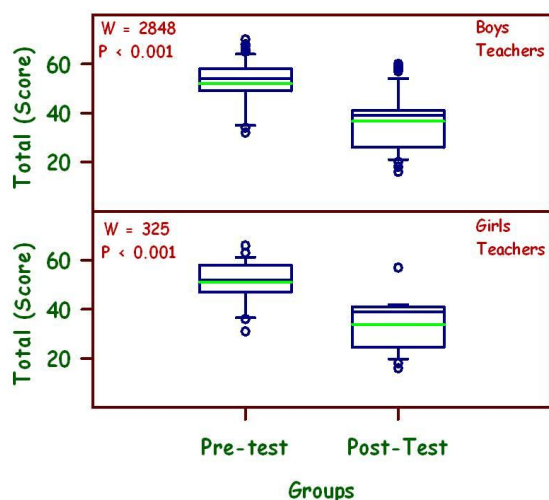 W = 2848
P < 0.001
Boys
Teachers
Total (Score)
60
40
20
W = 325
P < 0.001
Girls
Teachers
Total (Score)
60
40
20
Pre-test
Post-Test
Groups